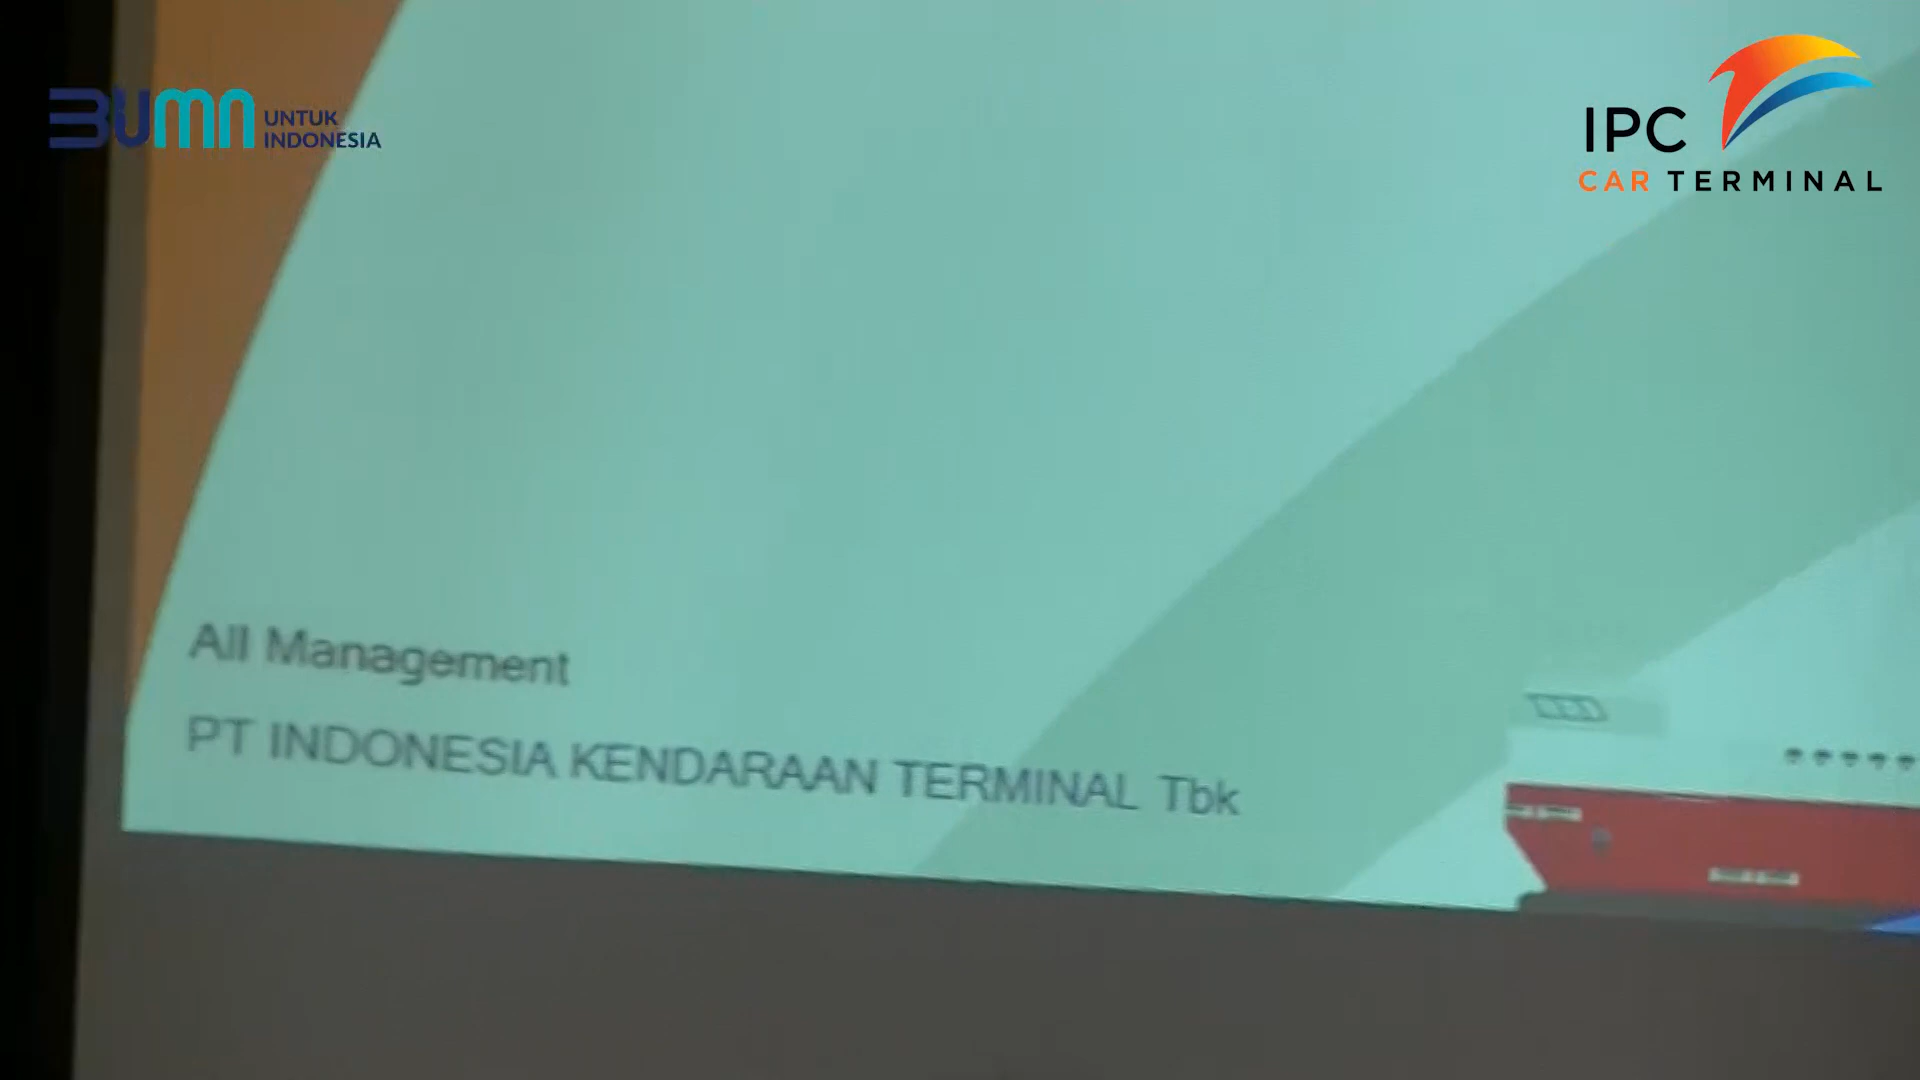 BUMN UNTUK
INDONESIA
IPC
CAR TERMINAL
All Management
PT INDONESIA KENDARAAN TERMINAL Tbk